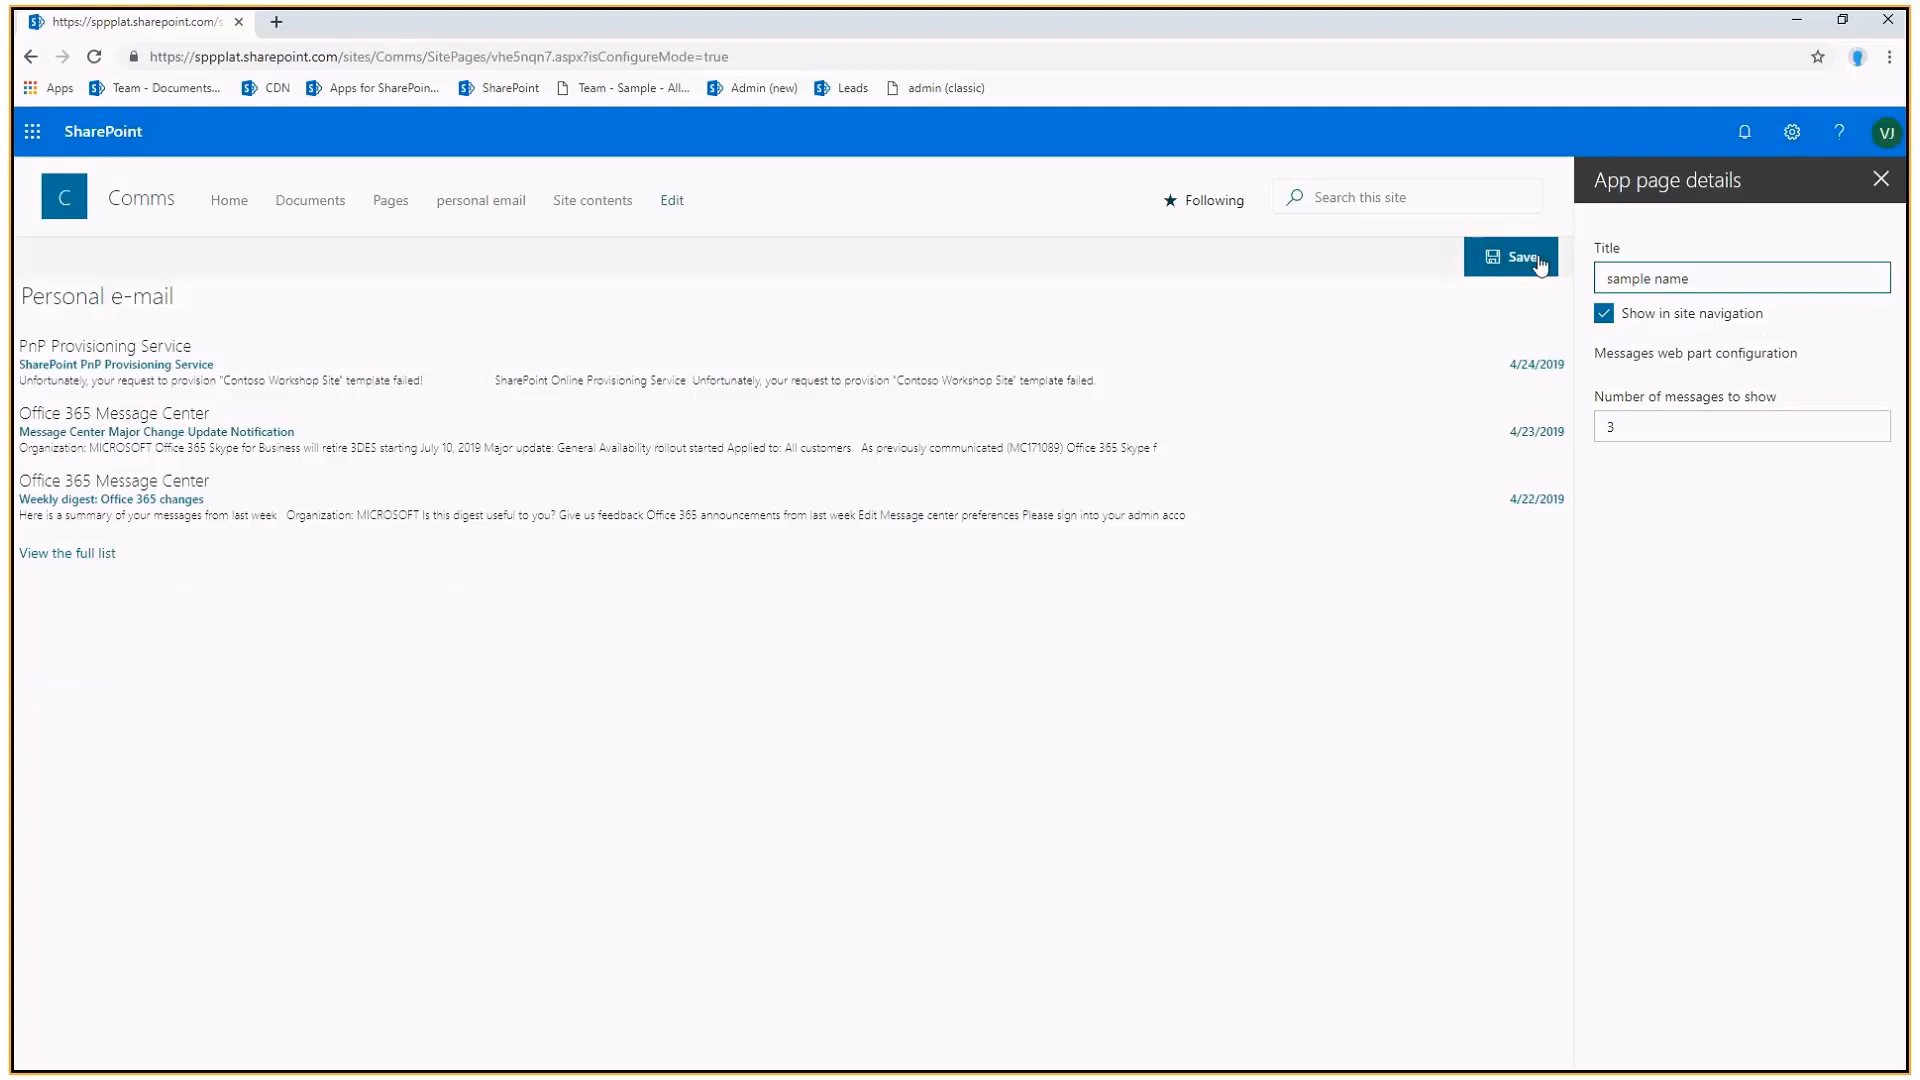 https://sppplat.sharepoint.com/s
https://sppplat.sharepoint.com/sites/Comms/SitePages/vhe5nqn7.aspx?isConfigureMode=true
Apps Team - Documents... CDN Apps for SharePoin... SharePoint Team - Sample - All... Admin (new) Leads admin (classic)
SharePoint ? VJ
C Comms Home Documents Pages personal email Site contents Edit Following Search this site
Save
Personal e-mail
PnP Provisioning Service
SharePoint PnP Provisioning Service 4/24/2019
Unfortunately, your request to provision "Contoso Workshop Site" template failed! SharePoint Online Provisioning Service Unfortunately, your request to provision "Contoso Workshop Site" template failed.
Office 365 Message Center
Message Center Major Change Update Notification 4/23/2019
Organization: MICROSOFT Office 365 Skype for Business will retire 3DES starting July 10, 2019 Major update: General Availability rollout started Applied to: All customers As previously communicated (MC171089) Office 365 Skype f
Office 365 Message Center
Weekly digest: Office 365 changes 4/22/2019
Here is a summary of your messages from last week Organization: MICROSOFT Is this digest useful to you? Give us feedback Office 365 announcements from last week Edit Message center preferences Please sign into your admin acco
View the full list
App page details
Title
sample name
Show in site navigation
Messages web part configuration
Number of messages to show
3